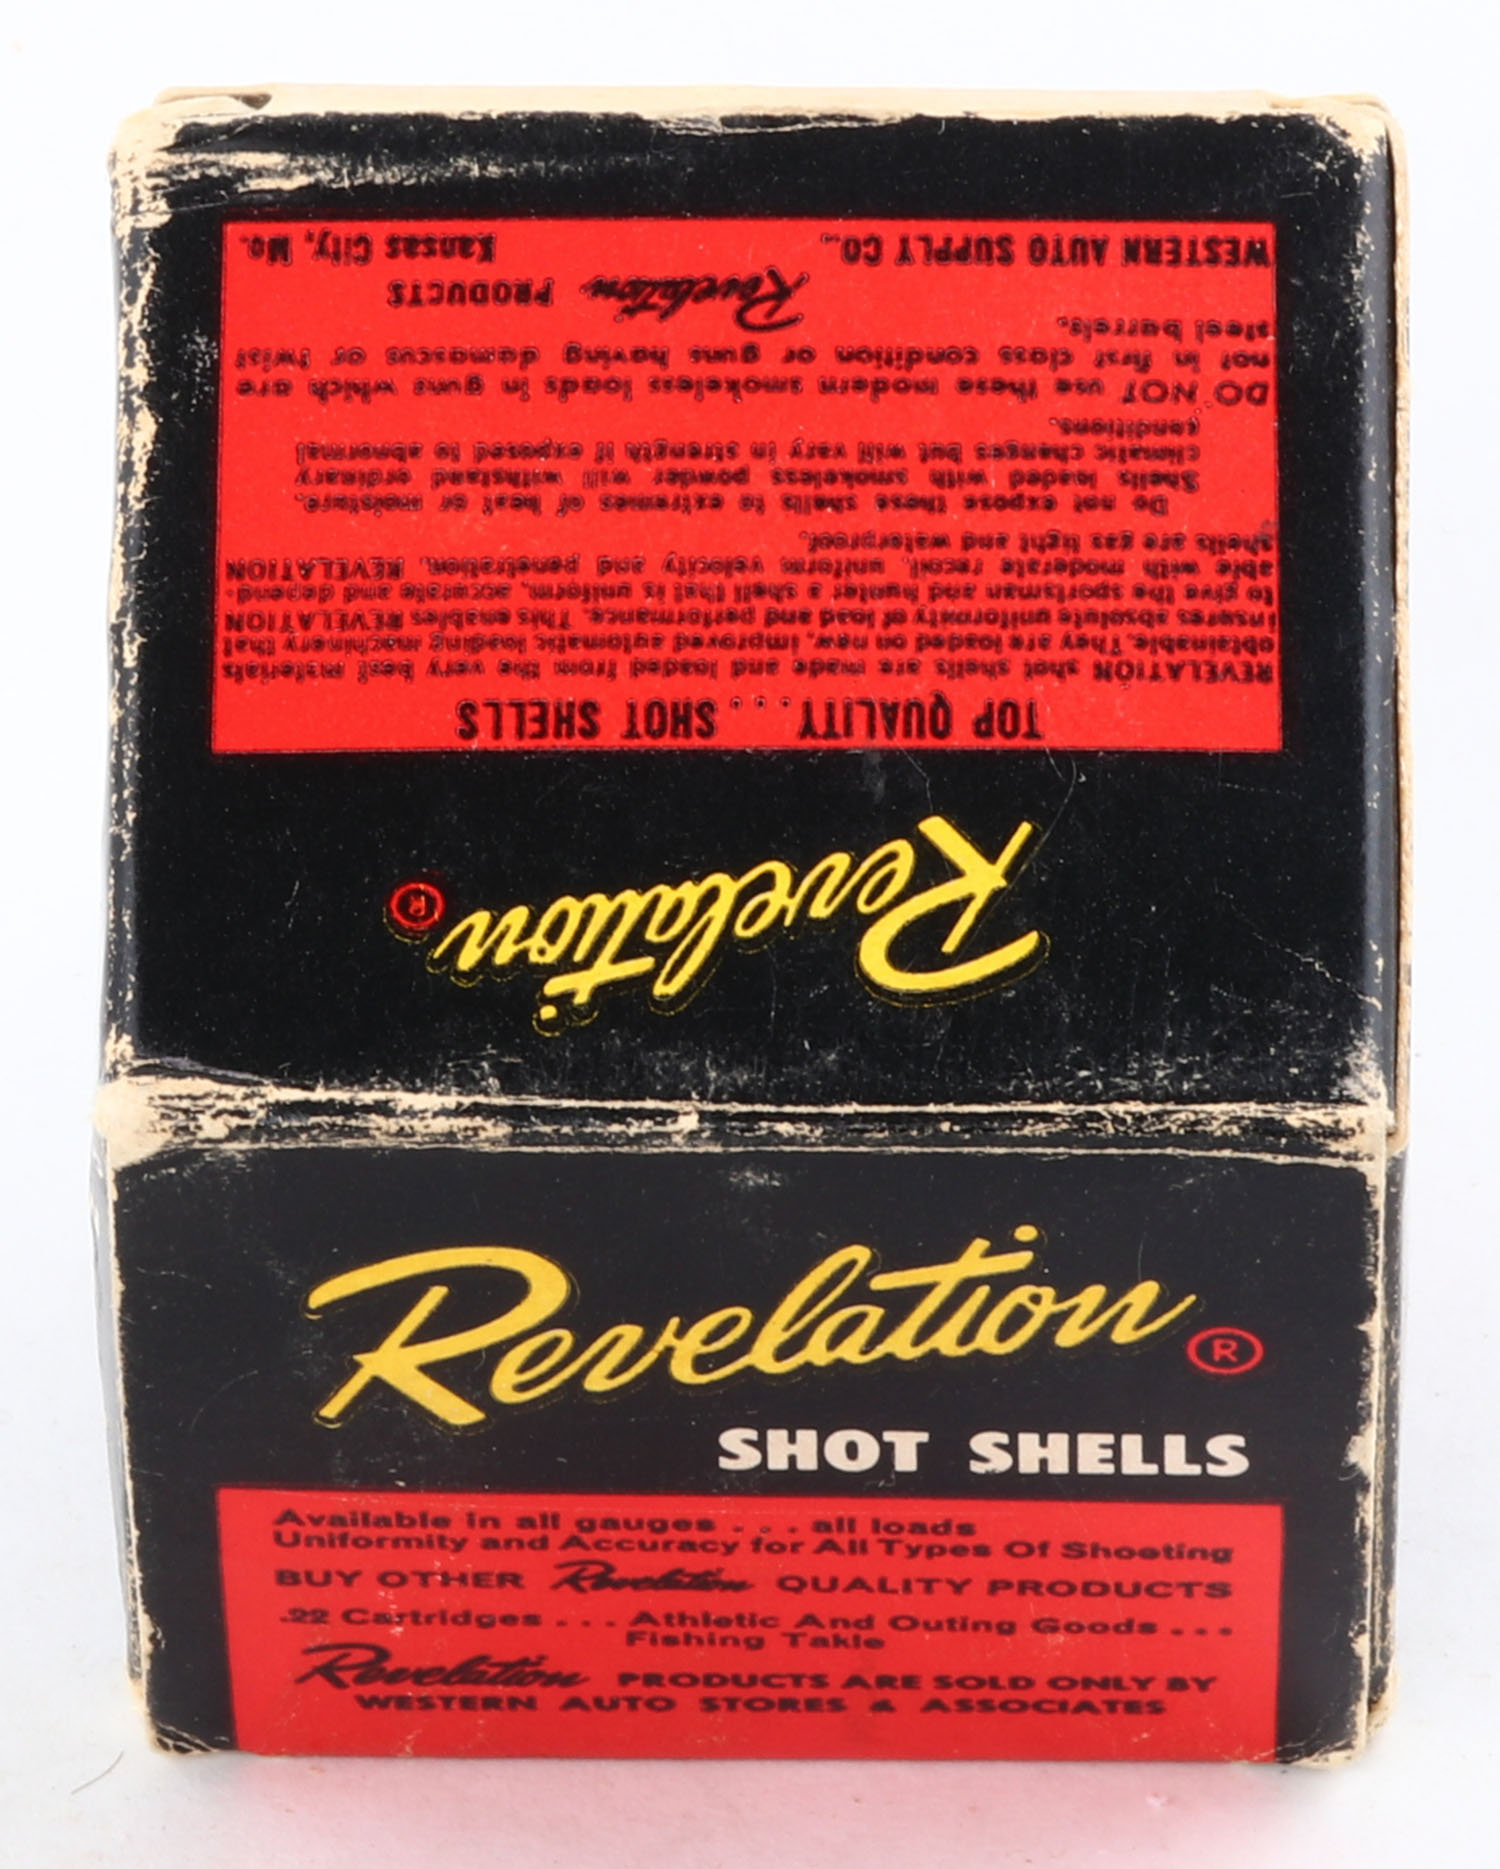 Revelation ®
TOP QUALITY... SHOT SHELLS
REVELATION shot shells are made and loaded from the very best materials
obtainable. They are loaded on new, improved automatic loading machinery that
insures absolute uniformity of load and performance. This enables REVELATION
to give the sportsman and hunter a shell that is uniform, accurate and depend-
able with moderate recoil, uniform velocity and penetration. REVELATION
shells are gas tight and waterproof.
Do not expose these shells to extremes of heat or moisture.
Shells loaded with smokeless powder will withstand ordinary
climatic changes but will vary in strength if exposed to abnormal
conditions.
DO NOT use these modern smokeless loads in guns which are
not in first class condition or guns having damascus or twist
steel barrels.
Revelation PRODUCTS
WESTERN AUTO SUPPLY CO., Kansas City, Mo.
Revelation ®
SHOT SHELLS
Available in all gauges . . . all loads
Uniformity and Accuracy for All Types Of Shooting
BUY OTHER Revelation QUALITY PRODUCTS
.22 Cartridges . . . Athletic And Outing Goods . . .
Fishing Takle
Revelation PRODUCTS ARE SOLD ONLY BY
WESTERN AUTO STORES & ASSOCIATES